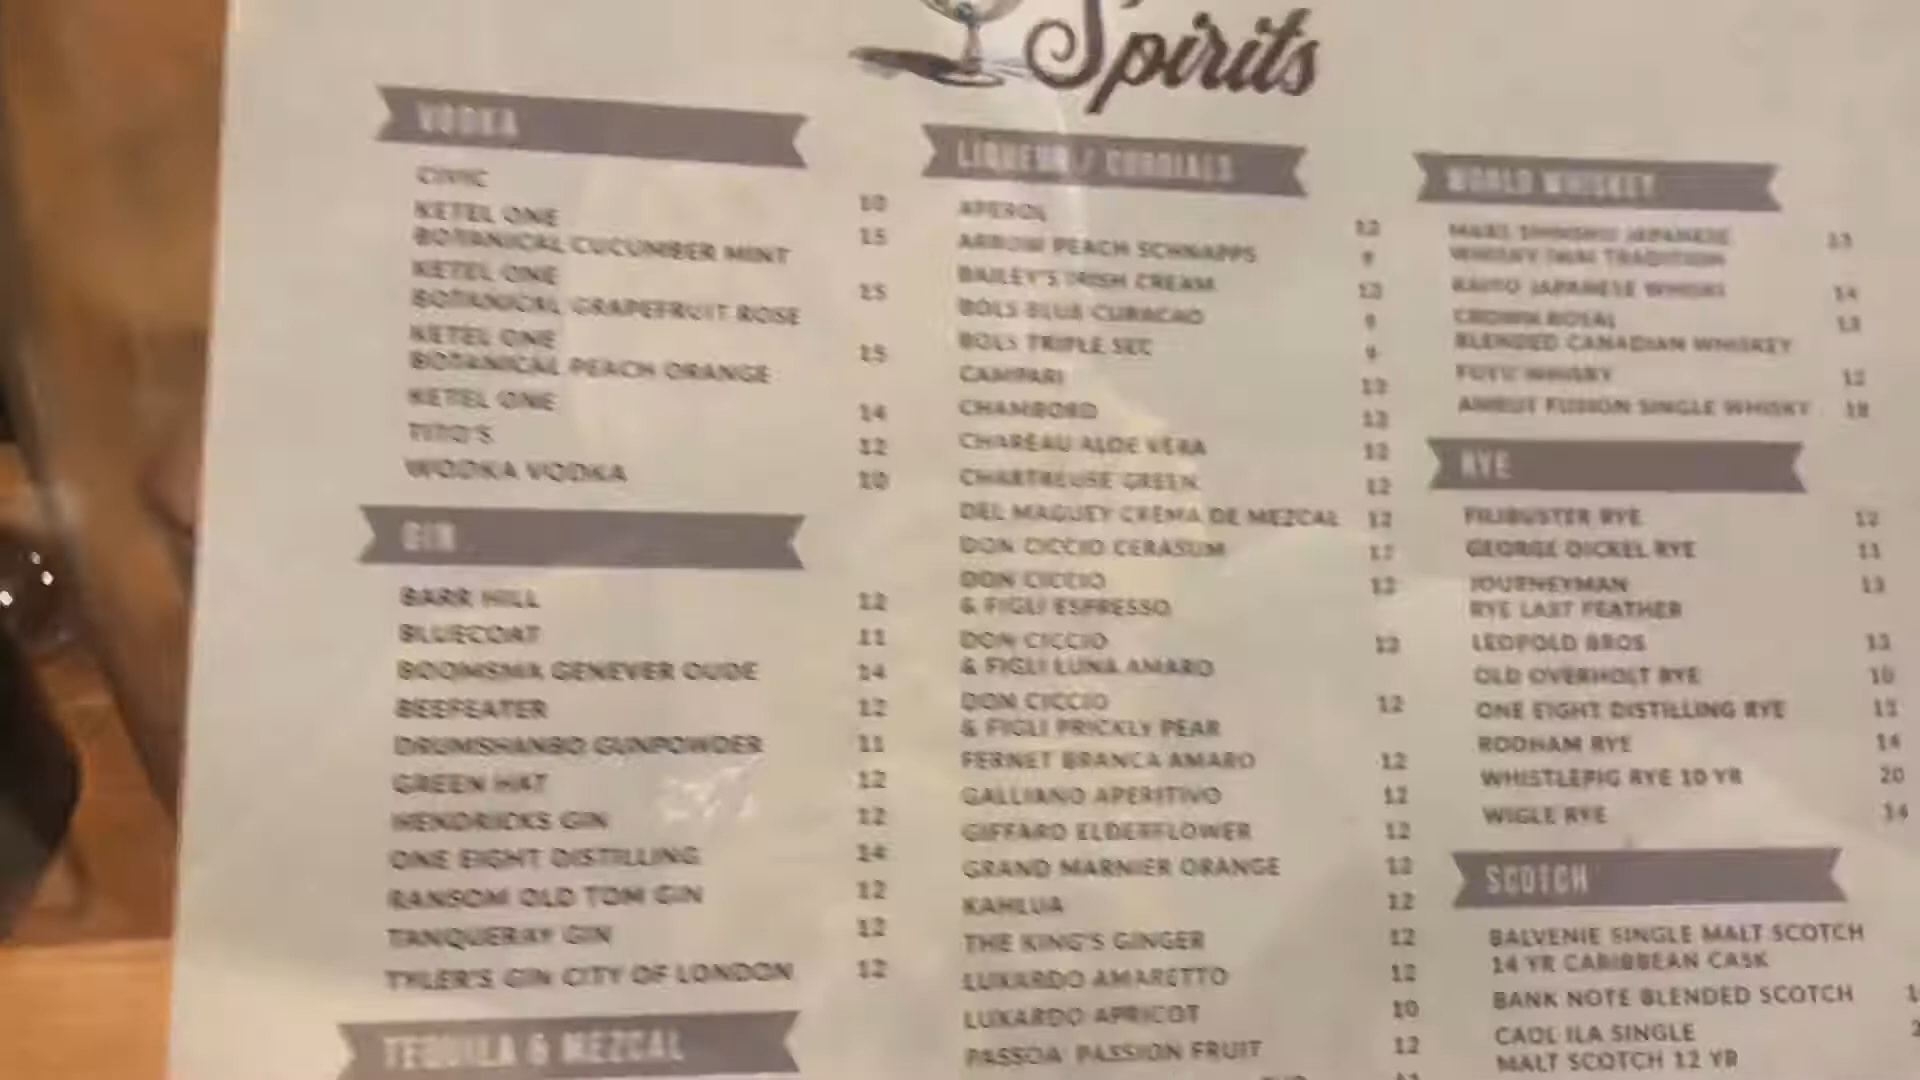 Spirits
VODKA
CIVIC 10
KETEL ONE 15
BOTANICAL CUCUMBER MINT
KETEL ONE 15
BOTANICAL GRAPEFRUIT ROSE
KETEL ONE 15
BOTANICAL PEACH ORANGE
KETEL ONE 14
TITO'S 12
WODKA VODKA 10
GIN
BARR HILL 12
BLUECOAT 11
BOOMSMA GENEVER OUDE 14
BEEFEATER 12
DRUMSHANBO GUNPOWDER 11
GREEN HAT 12
HENDRICKS GIN 12
ONE EIGHT DISTILLING 14
RANSOM OLD TOM GIN 12
TANQUERAY GIN 12
TYLER'S GIN CITY OF LONDON 12
TEQUILA & MEZCAL
LIQUEUR / CORDIALS
APEROL 12
ARROW PEACH SCHNAPPS 9
BAILEY'S IRISH CREAM
BOLS BLUE CURACAO 9
BOLS TRIPLE SEC 9
CAMPARI
CHAMBORD
CHAREAU ALOE VERA 12
CHARTREUSE GREEN 12
DEL MAGUEY CREMA DE MEZCAL 12
DON CICCIO CERASUM
DON CICCIO 12
& FIGLI ESPRESSO
DON CICCIO 12
& FIGLI LUNA AMARO
DON CICCIO 12
& FIGLI PRICKLY PEAR
FERNET BRANCA AMARO 12
GALLIANO APERITIVO 12
GIFFARD ELDERFLOWER 12
GRAND MARNIER ORANGE 12
KAHLUA 12
THE KING'S GINGER 12
LUXARDO AMARETTO 12
LUXARDO APRICOT 10
PASSOA PASSION FRUIT 12
WORLD WHISKEY
MARS SHINSHU JAPANESE
WHISKY IWAI TRADITION
KAIYO JAPANESE WHISKY 14
CROWN ROYAL 13
BLENDED CANADIAN WHISKEY
WHISKY 12
AMRUT FUSION SINGLE WHISKY 18
RYE
FILIBUSTER RYE 12
GEORGE DICKEL RYE 11
JOURNEYMAN 13
RYE LAST FEATHER
LEOPOLD BROS 13
OLD OVERHOLT RYE 10
ONE EIGHT DISTILLING RYE
RODHAM RYE 14
WHISTLEPIG RYE 10 YR 20
WIGLE RYE 14
SCOTCH
BALVENIE SINGLE MALT SCOTCH
14 YR CARIBBEAN CASK
BANK NOTE BLENDED SCOTCH
CAOL ILA SINGLE
MALT SCOTCH 12 YR